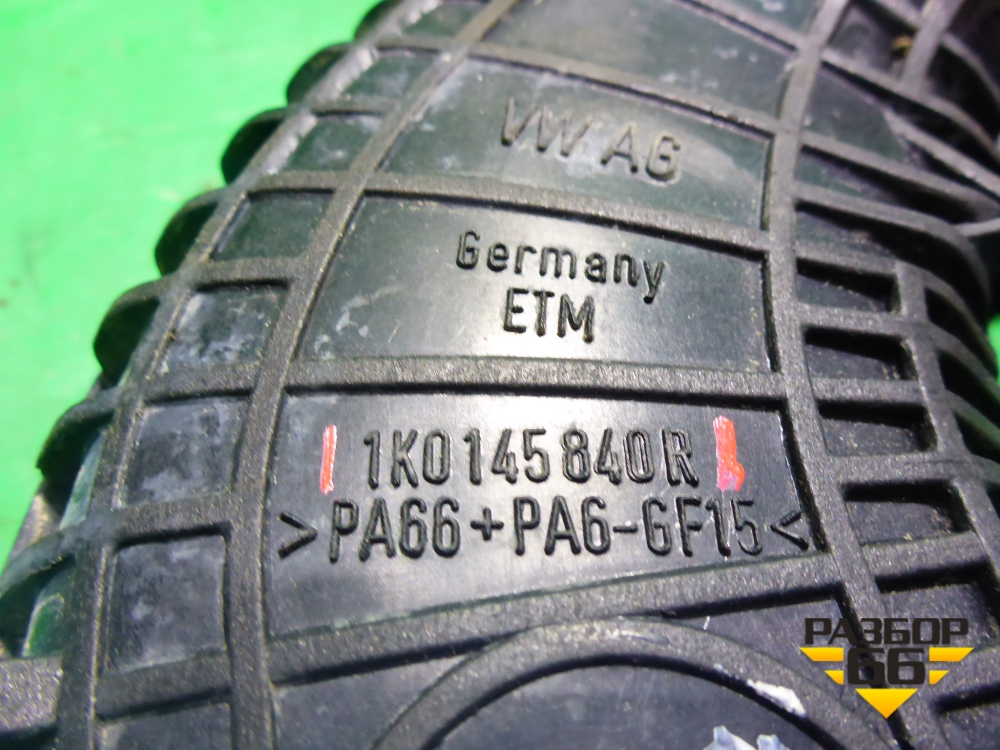 VW AG
Germany
ETM
1K0145840R
>PA66+PA6-GF15<
РАЗБОР
66